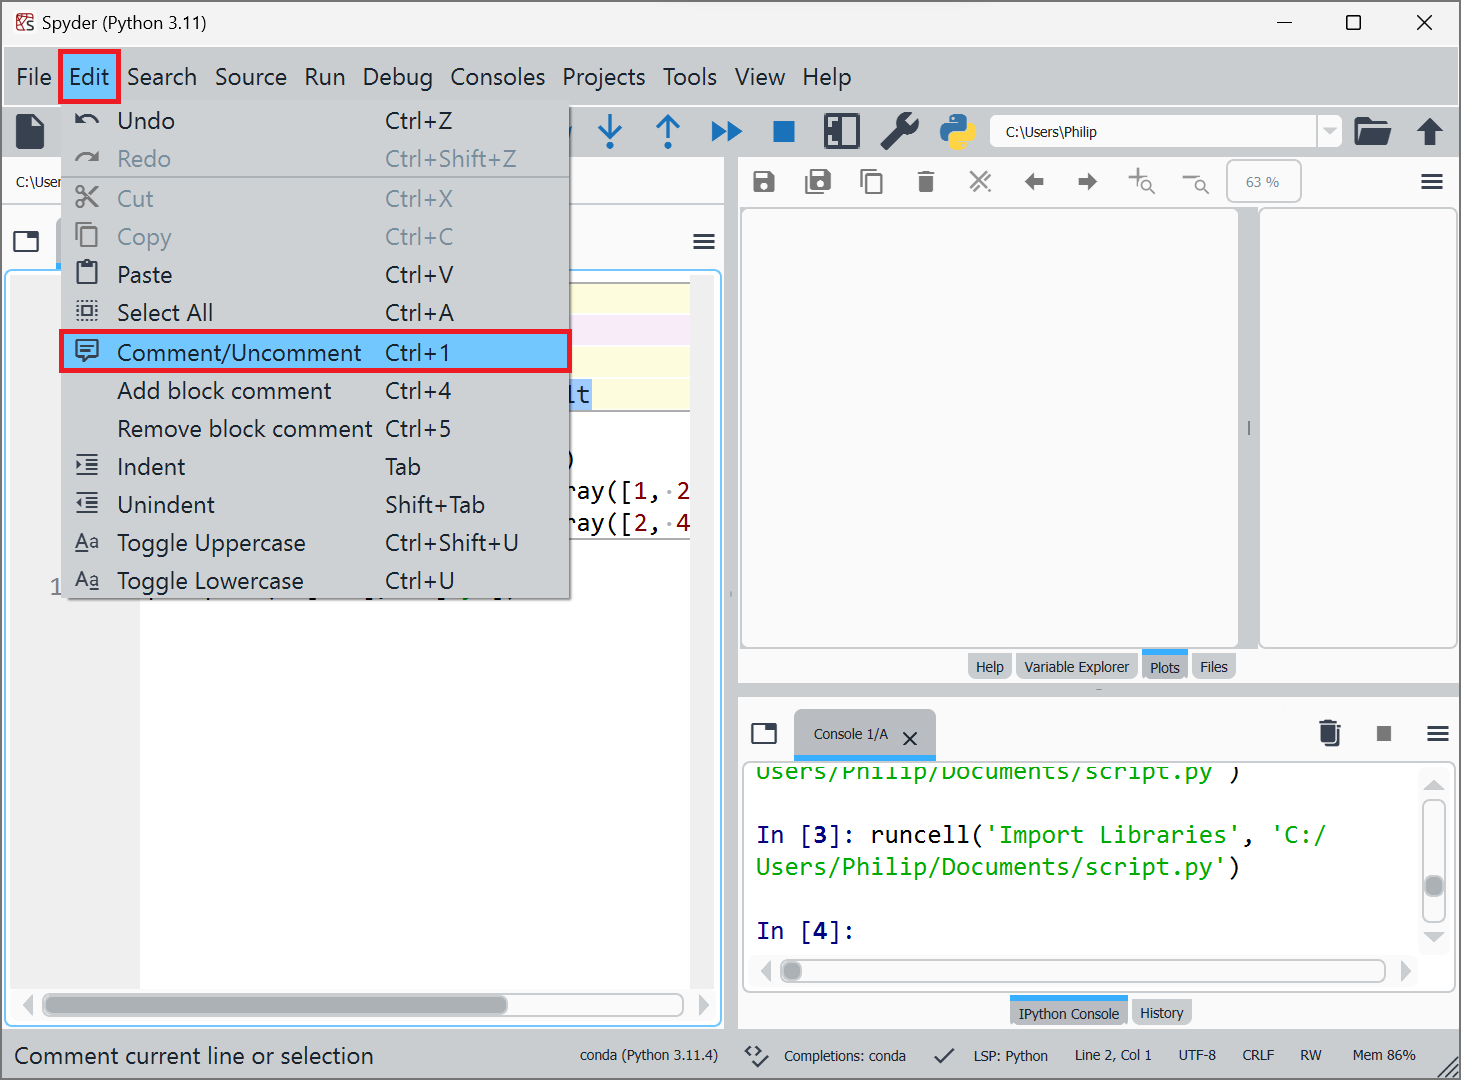 Spyder (Python 3.11)
File Edit Search Source Run Debug Consoles Projects Tools View Help
C:\Users\Philip
Undo Ctrl+Z
Redo Ctrl+Shift+Z
Cut Ctrl+X
Copy Ctrl+C
Paste Ctrl+V
Select All Ctrl+A
Comment/Uncomment Ctrl+1
Add block comment Ctrl+4
Remove block comment Ctrl+5
Indent Tab
Unindent Shift+Tab
Toggle Uppercase Ctrl+Shift+U
Toggle Lowercase Ctrl+U
C:\User
lt
)
ray([1, 2
ray([2, 4
1
63 %
Help Variable Explorer Plots Files
Console 1/A
Users/Philip/Documents/script.py')
In [3]: runcell('Import Libraries', 'C:/
Users/Philip/Documents/script.py')
In [4]:
IPython Console History
Comment current line or selection
conda (Python 3.11.4) Completions: conda LSP: Python Line 2, Col 1 UTF-8 CRLF RW Mem 86%